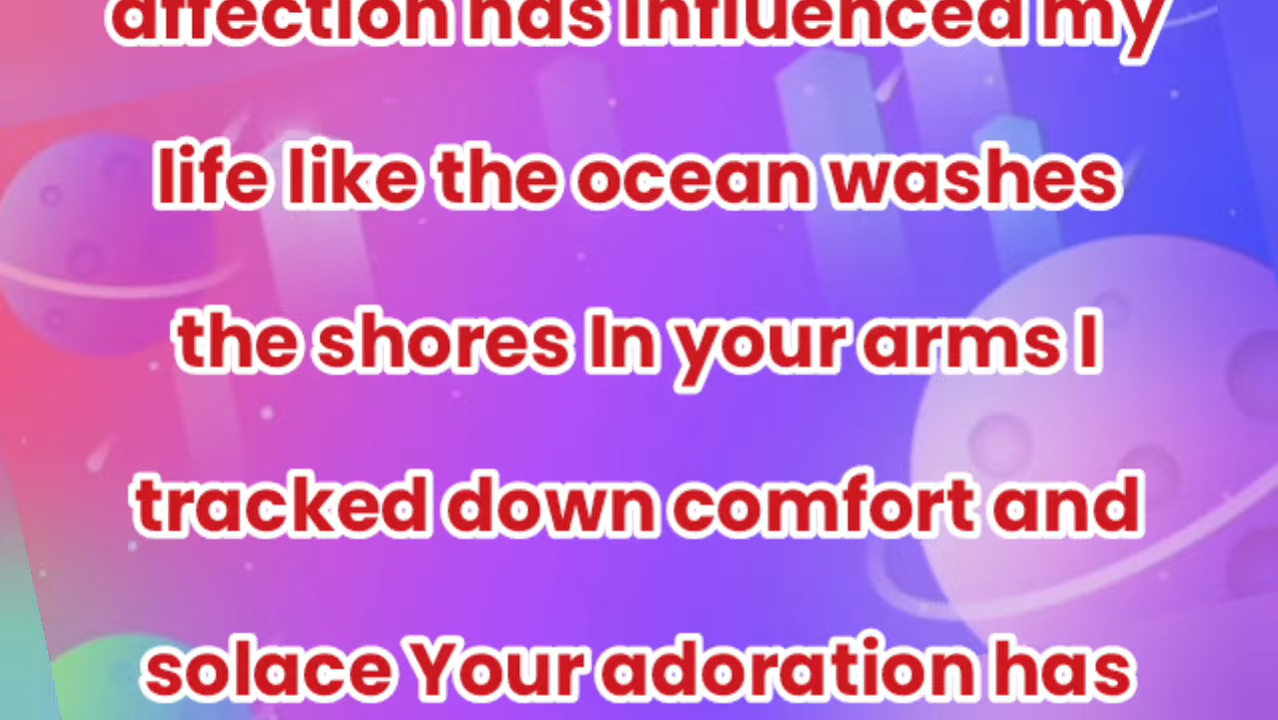 affection has influenced my
life like the ocean washes
the shores In your arms I
tracked down comfort and
solace Your adoration has